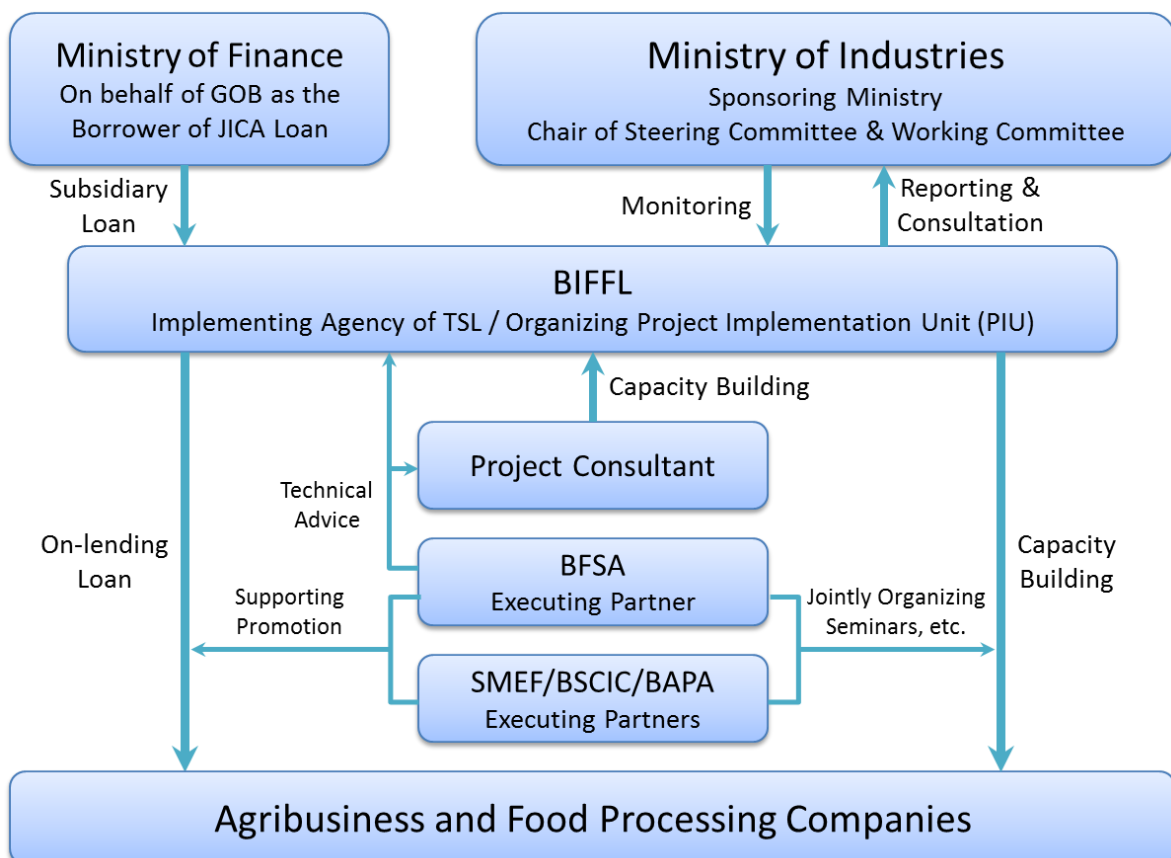 Ministry of Finance
On behalf of GOB as the
Borrower of JICA Loan
Ministry of Industries
Sponsoring Ministry
Chair of Steering Committee & Working Committee
Subsidiary
Loan
Monitoring
Reporting &
Consultation
BIFFL
Implementing Agency of TSL / Organizing Project Implementation Unit (PIU)
Capacity Building
Project Consultant
Technical
Advice
On-lending
Loan
BFSA
Executing Partner
Capacity
Building
Supporting
Promotion
Jointly Organizing
Seminars, etc.
SMEF/BSCIC/BAPA
Executing Partners
Agribusiness and Food Processing Companies